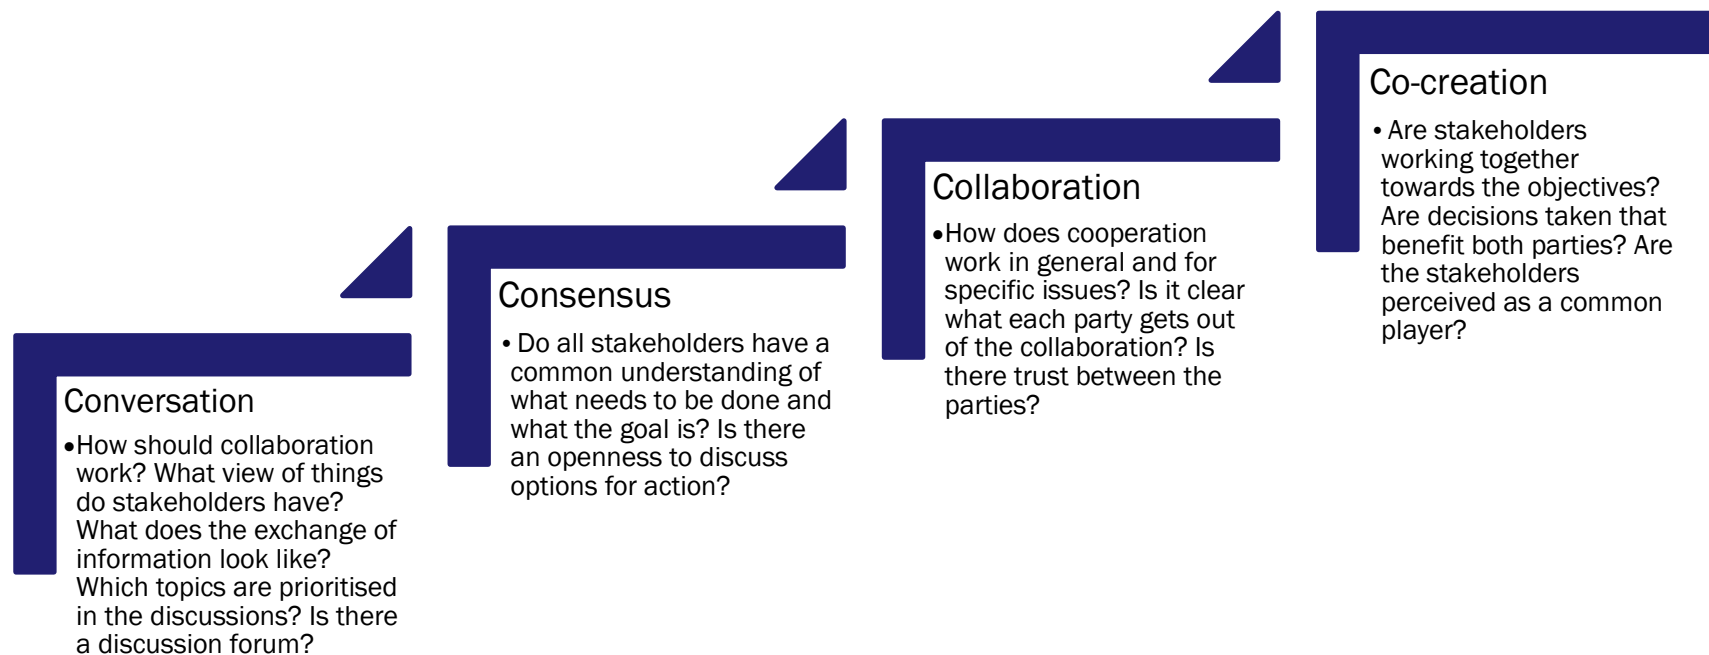 Conversation
•How should collaboration
work? What view of things
do stakeholders have?
What does the exchange of
information look like?
Which topics are prioritised
in the discussions? Is there
a discussion forum?
Consensus
• Do all stakeholders have a
common understanding of
what needs to be done and
what the goal is? Is there
an openness to discuss
options for action?
Collaboration
•How does cooperation
work in general and for
specific issues? Is it clear
what each party gets out
of the collaboration? Is
there trust between the
parties?
Co-creation
• Are stakeholders
working together
towards the objectives?
Are decisions taken that
benefit both parties? Are
the stakeholders
perceived as a common
player?